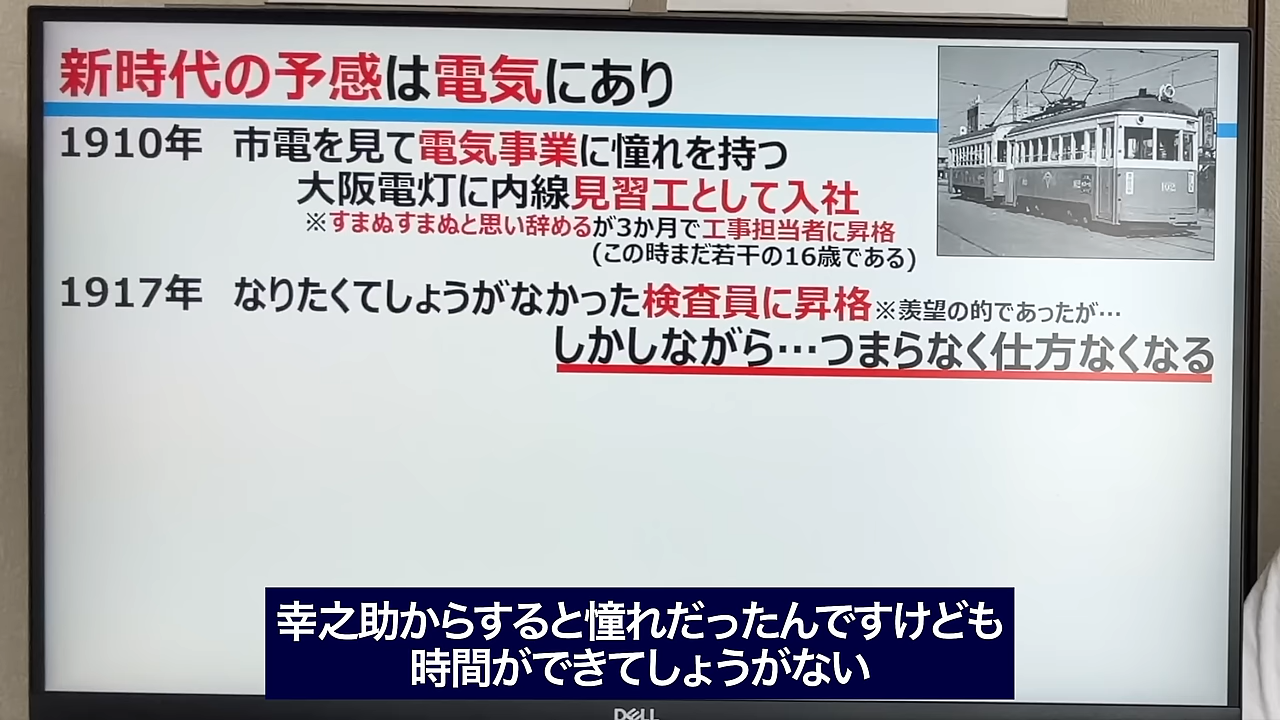 新時代の予感は電気にあり
1910年 市電を見て電気事業に憧れを持つ
大阪電灯に内線見習工として入社
※すまぬすまぬと思い辞めるが3か月で工事担当者に昇格
(この時まだ若干の16歳である)
1917年 なりたくてしょうがなかった検査員に昇格※羨望の的であったが…
しかしながら…つまらなく仕方なくなる
幸之助からすると憧れだったんですけども
時間ができてしょうがない
DELL